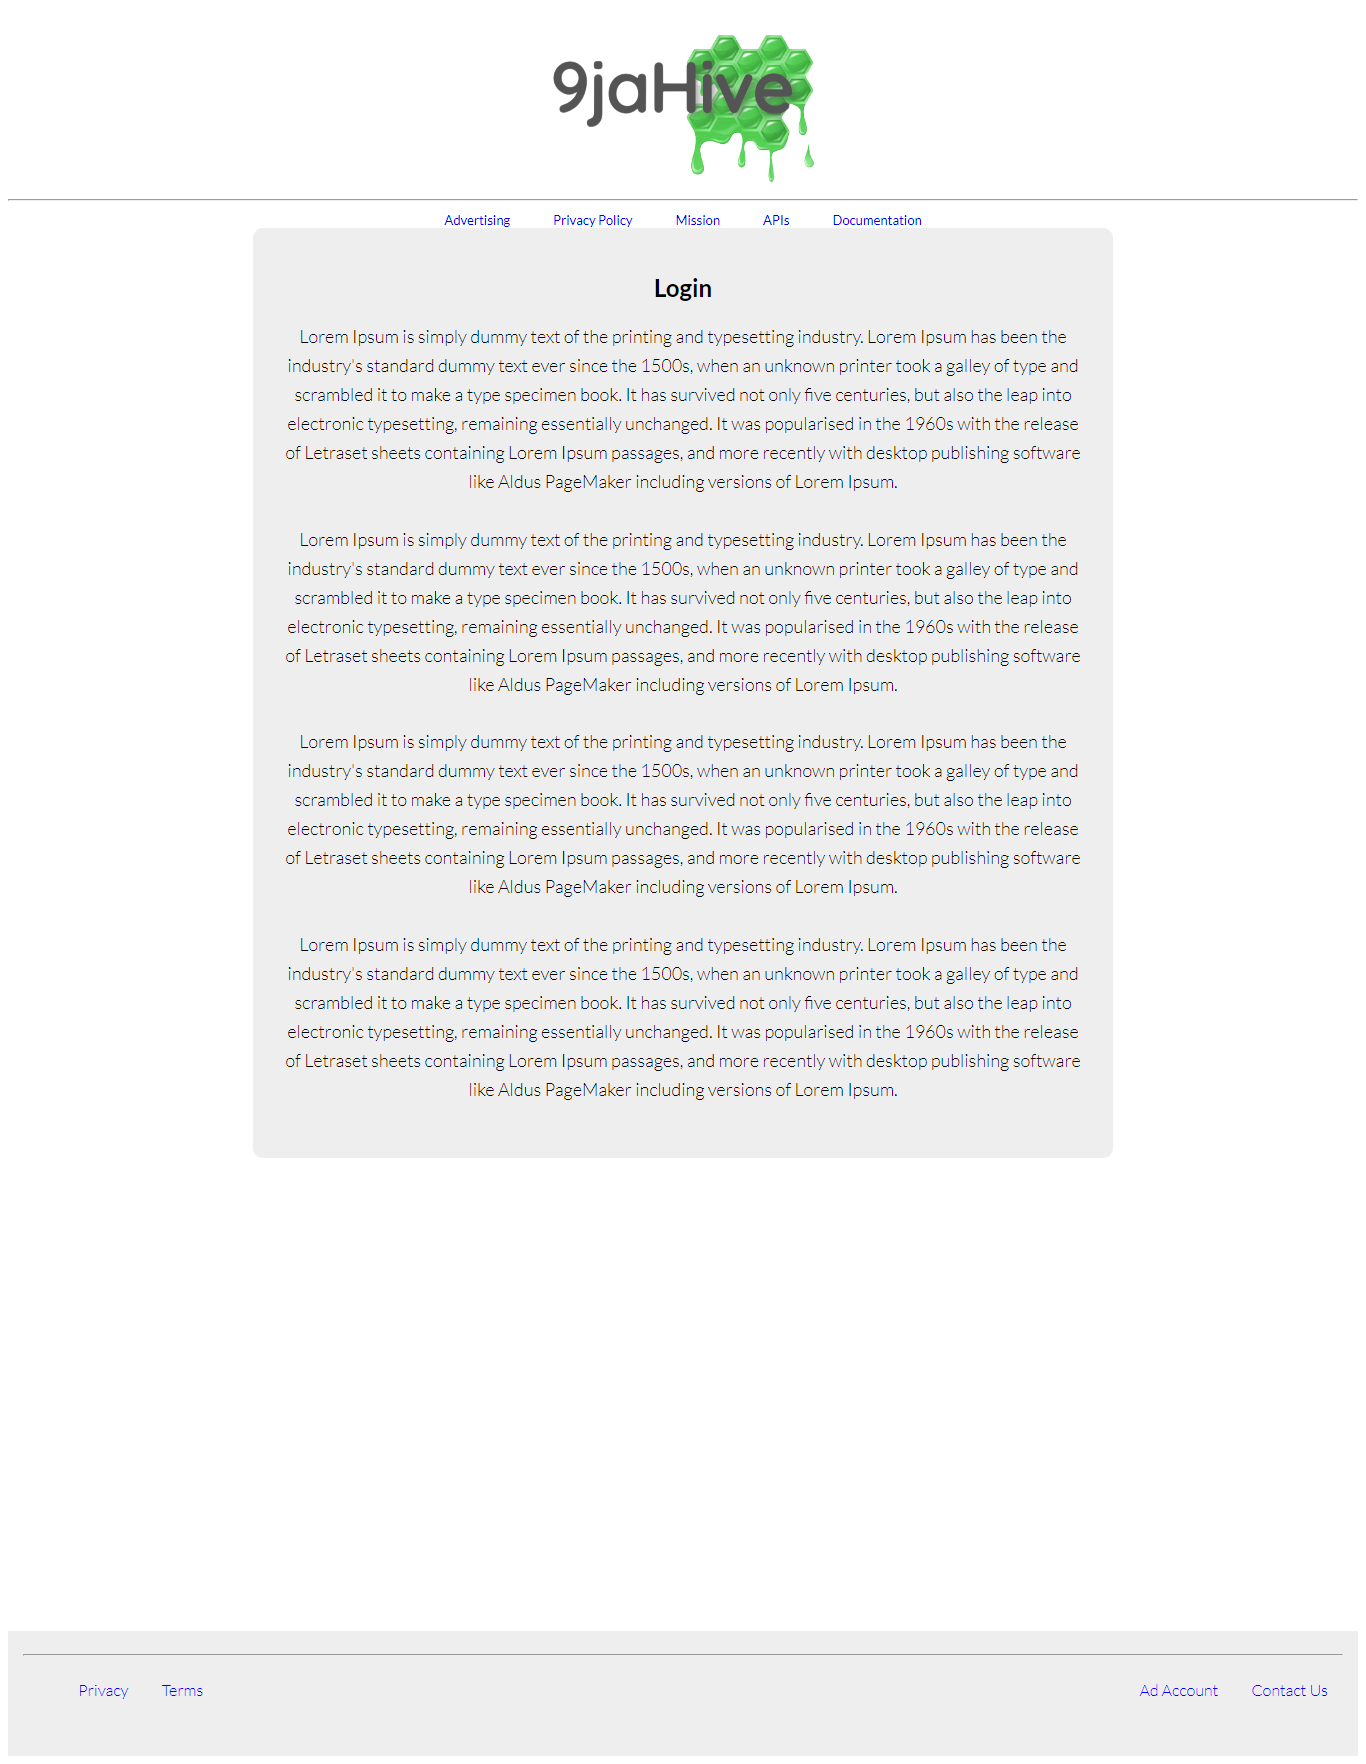 9jaHive
Advertising Privacy Policy Mission APIs Documentation
Login
Lorem Ipsum is simply dummy text of the printing and typesetting industry. Lorem Ipsum has been the
industry's standard dummy text ever since the 1500s, when an unknown printer took a galley of type and
scrambled it to make a type specimen book. It has survived not only five centuries, but also the leap into
electronic typesetting, remaining essentially unchanged. It was popularised in the 1960s with the release
of Letraset sheets containing Lorem Ipsum passages, and more recently with desktop publishing software
like Aldus PageMaker including versions of Lorem Ipsum.
Lorem Ipsum is simply dummy text of the printing and typesetting industry. Lorem Ipsum has been the
industry's standard dummy text ever since the 1500s, when an unknown printer took a galley of type and
scrambled it to make a type specimen book. It has survived not only five centuries, but also the leap into
electronic typesetting, remaining essentially unchanged. It was popularised in the 1960s with the release
of Letraset sheets containing Lorem Ipsum passages, and more recently with desktop publishing software
like Aldus PageMaker including versions of Lorem Ipsum.
Lorem Ipsum is simply dummy text of the printing and typesetting industry. Lorem Ipsum has been the
industry's standard dummy text ever since the 1500s, when an unknown printer took a galley of type and
scrambled it to make a type specimen book. It has survived not only five centuries, but also the leap into
electronic typesetting, remaining essentially unchanged. It was popularised in the 1960s with the release
of Letraset sheets containing Lorem Ipsum passages, and more recently with desktop publishing software
like Aldus PageMaker including versions of Lorem Ipsum.
Lorem Ipsum is simply dummy text of the printing and typesetting industry. Lorem Ipsum has been the
industry's standard dummy text ever since the 1500s, when an unknown printer took a galley of type and
scrambled it to make a type specimen book. It has survived not only five centuries, but also the leap into
electronic typesetting, remaining essentially unchanged. It was popularised in the 1960s with the release
of Letraset sheets containing Lorem Ipsum passages, and more recently with desktop publishing software
like Aldus PageMaker including versions of Lorem Ipsum.
Privacy Terms Ad Account Contact Us